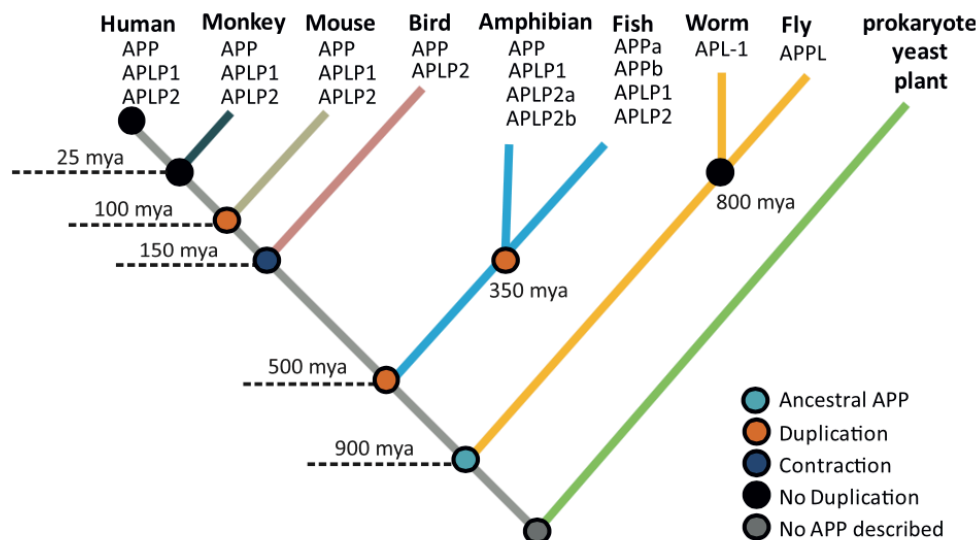 Human
APP
APLP1
APLP2
Monkey
APP
APLP1
APLP2
Mouse
APP
APLP1
APLP2
Bird
APP
APLP2
Amphibian
APP
APLP1
APLP2a
APLP2b
Fish
APPa
APPb
APLP1
APLP2
Worm
APL-1
Fly
APPL
prokaryote
yeast
plant
25 mya
100 mya
150 mya
350 mya
800 mya
500 mya
900 mya
Ancestral APP
Duplication
Contraction
No Duplication
No APP described